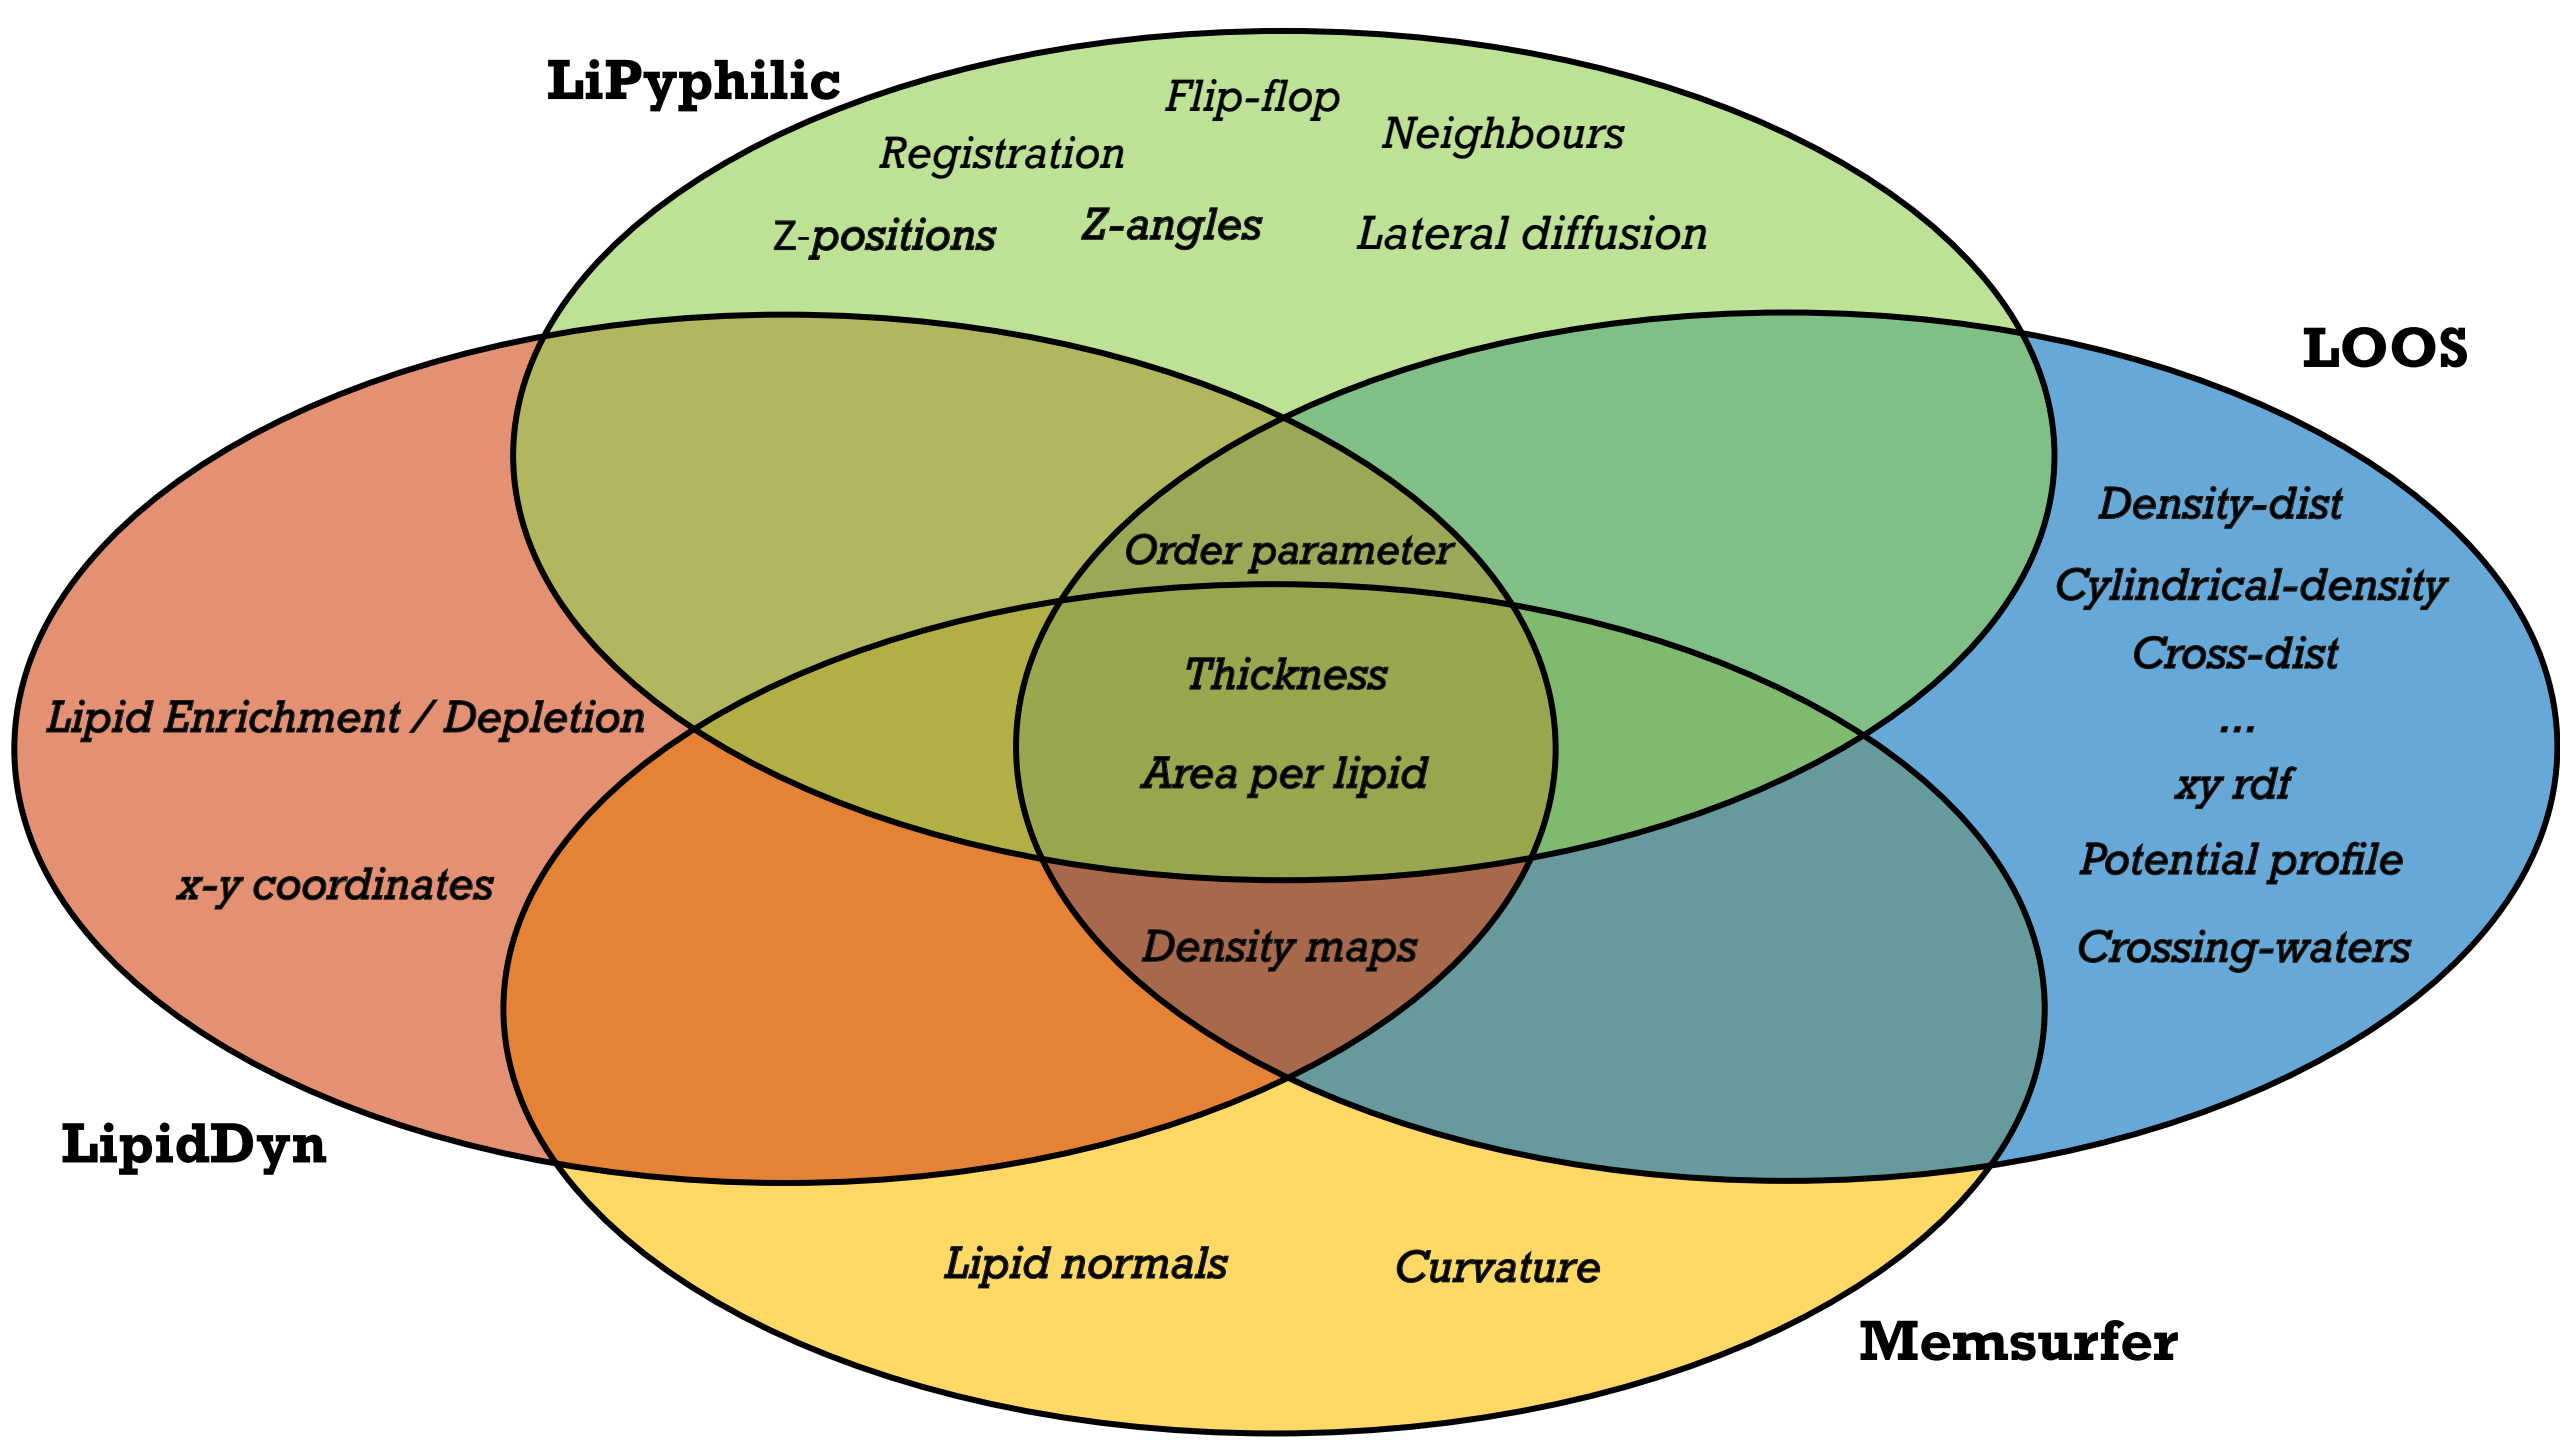 LiPyphilic
Flip-flop
Neighbours
Registration
Z-positions
Z-angles
Lateral diffusion
LOOS
Density-dist
Cylindrical-density
Cross-dist
...
xy rdf
Potential profile
Crossing-waters
Order parameter
Thickness
Area per lipid
Density maps
Lipid Enrichment / Depletion
x-y coordinates
LipidDyn
Lipid normals
Curvature
Memsurfer